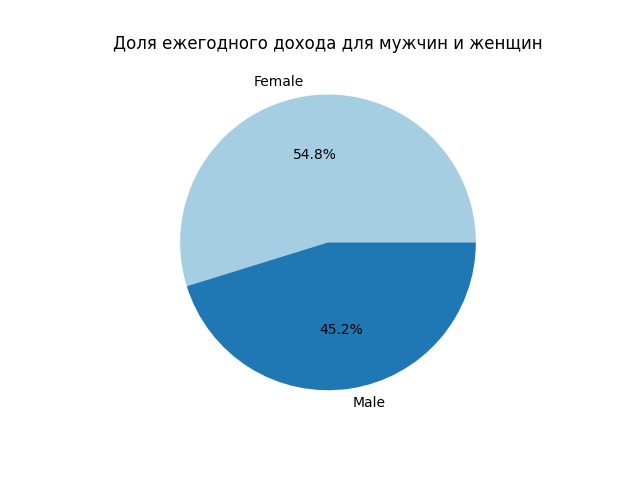 Доля ежегодного дохода для мужчин и женщин
Female
54.8%
45.2%
Male